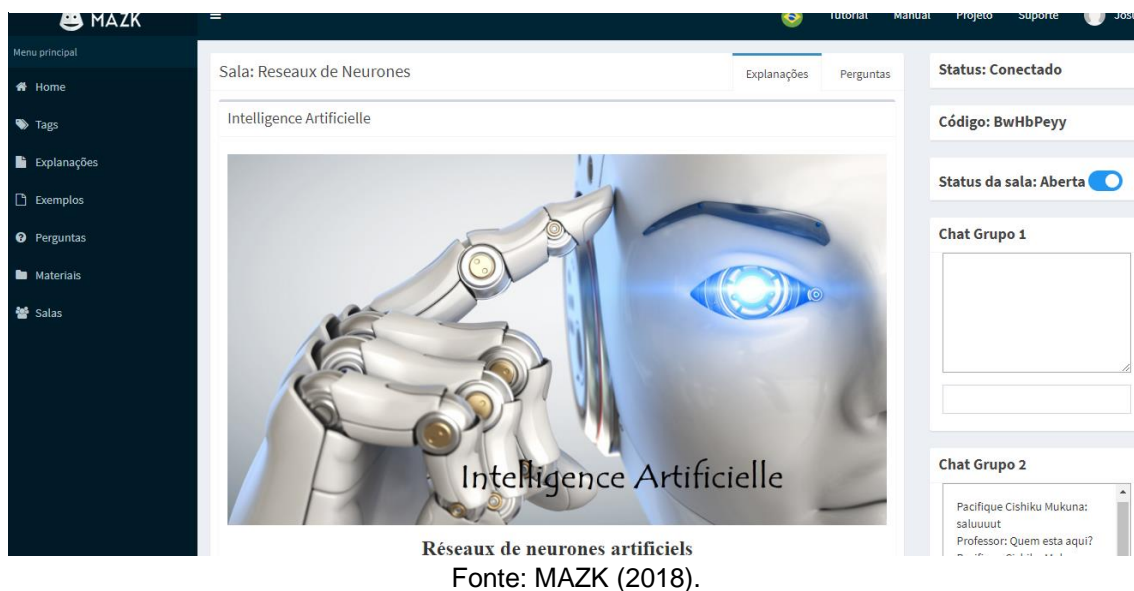 MAZK
Tutorial Manual Projeto Suporte
Menu principal
Home
Tags
Explanações
Exemplos
Perguntas
Materiais
Salas
Sala: Reseaux de Neurones
Explanações Perguntas
Intelligence Artificielle
Intelligence Artificielle
Réseaux de neurones artificiels
Status: Conectado
Código: BwHbPeyy
Status da sala: Aberta
Chat Grupo 1
Chat Grupo 2
Pacifique Cishiku Mukuna:
saluuuut
Professor: Quem esta aqui?
Fonte: MAZK (2018).